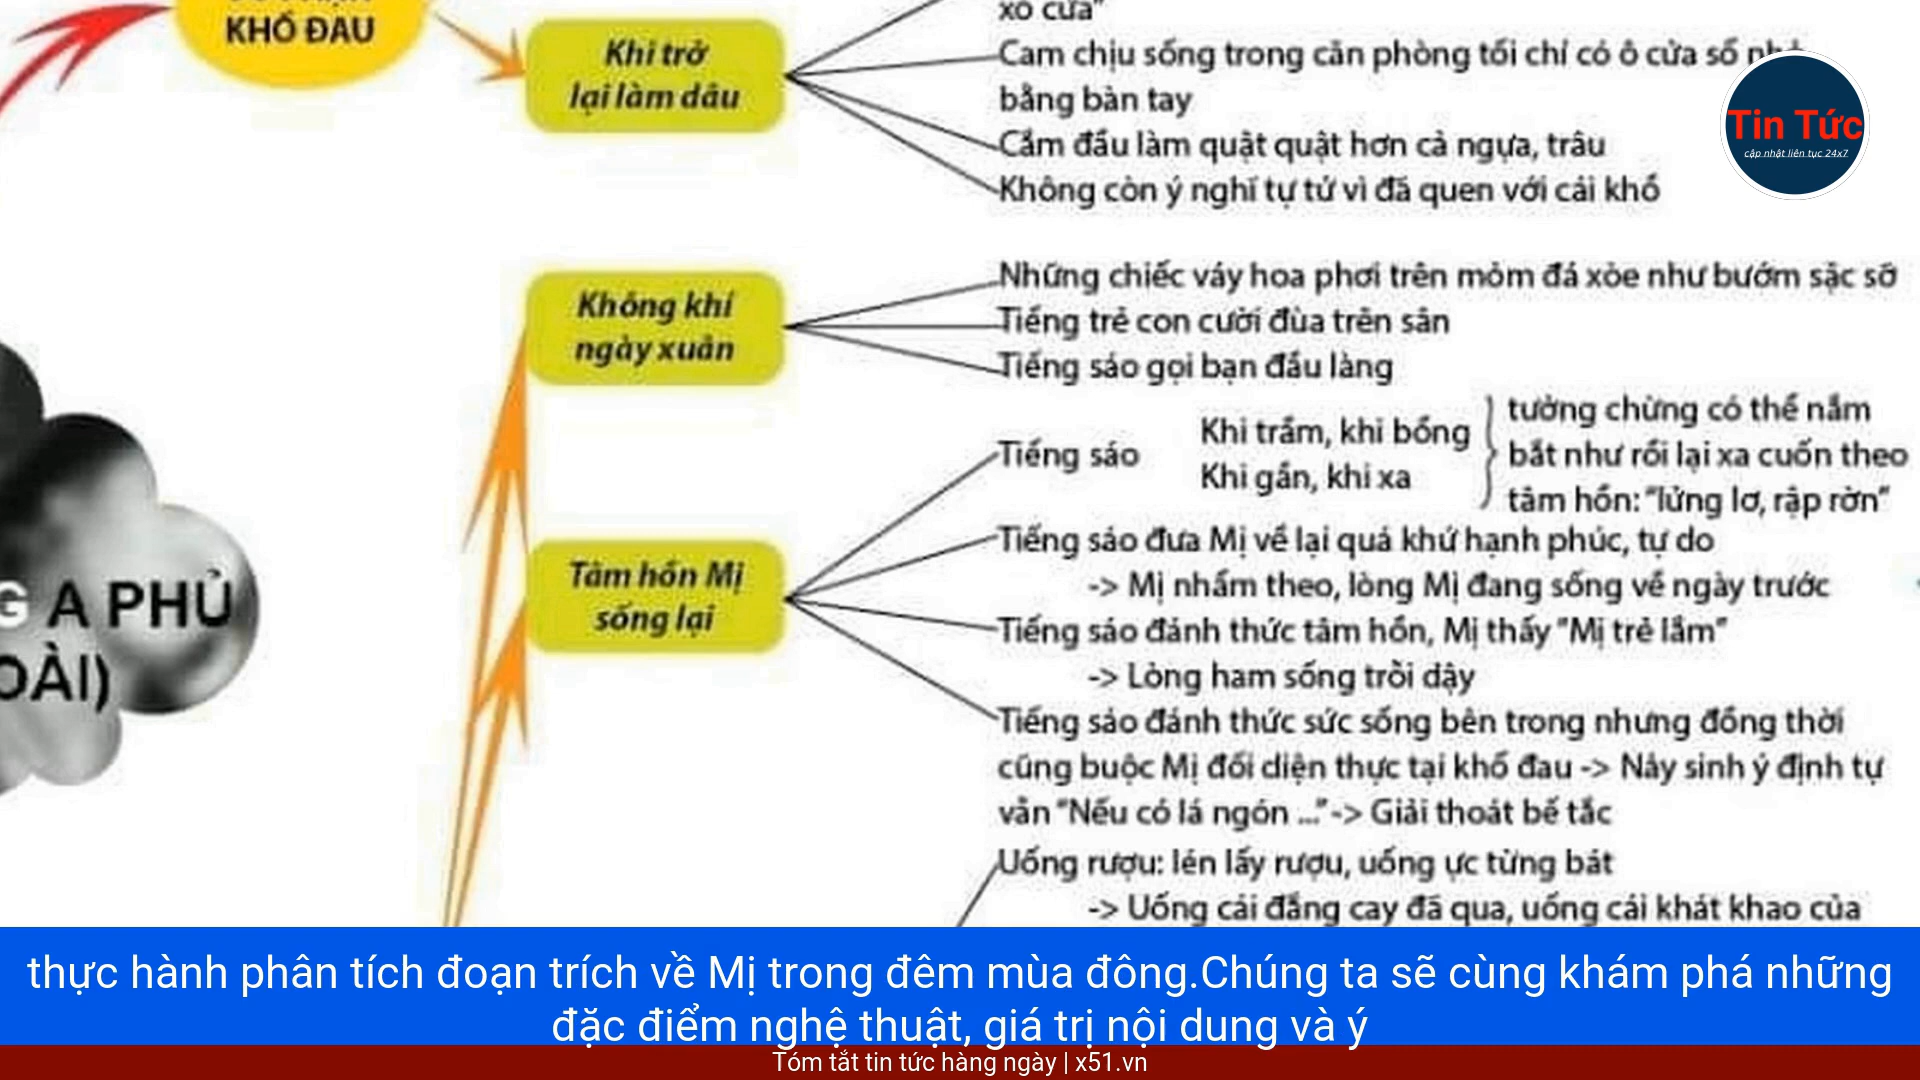 KHỔ ĐAU
Khi trở
lại làm dâu
xó cửa"
Cam chịu sống trong căn phòng tối chỉ có ô cửa sổ
bằng bàn tay
Cắm đầu làm quật quật hơn cả ngựa, trâu
Không còn ý nghĩ tự tử vì đã quen với cái khổ
Tin Tức
cập nhật liên tục 24x7
Không khí
ngày xuân
Những chiếc váy hoa phơi trên mỏm đá xòe như bướm sặc sỡ
Tiếng trẻ con cười đùa trên sân
Tiếng sáo gọi bạn đầu làng
Tâm hồn Mị
sống lại
Tiếng sáo
Khi trầm, khi bổng
Khi gần, khi xa
tưởng chừng có thể nắm
bắt như rồi lại xa cuốn theo
tâm hồn: "lửng lơ, rập rờn"
Tiếng sáo đưa Mị về lại quá khứ hạnh phúc, tự do
-> Mị nhẩm theo, lòng Mị đang sống về ngày trước
Tiếng sáo đánh thức tâm hồn, Mị thấy "Mị trẻ lắm"
-> Lòng ham sống trỗi dậy
Tiếng sáo đánh thức sức sống bên trong nhưng đồng thời
cũng buộc Mị đối diện thực tại khổ đau -> Nảy sinh ý định tự
vẫn "Nếu có lá ngón ..." -> Giải thoát bế tắc
Uống rượu: lén lấy rượu, uống ực từng bát
-> Uống cái đắng cay đã qua, uống cái khát khao của
G A PHỦ
OÀI)
thực hành phân tích đoạn trích về Mị trong đêm mùa đông.Chúng ta sẽ cùng khám phá những
đặc điểm nghệ thuật, giá trị nội dung và ý
Tóm tắt tin tức hàng ngày | x51.vn